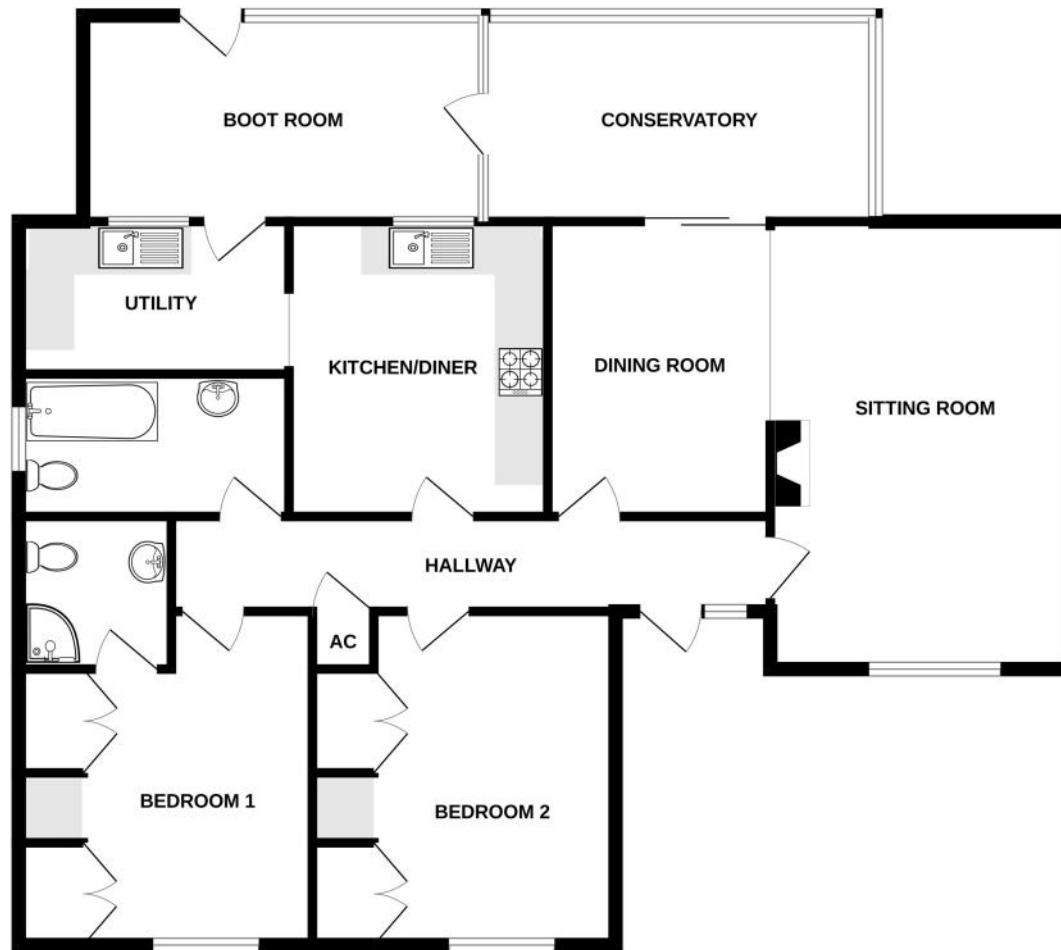 BOOT ROOM
CONSERVATORY
UTILITY
KITCHEN/DINER
DINING ROOM
SITTING ROOM
HALLWAY
AC
BEDROOM 1
BEDROOM 2